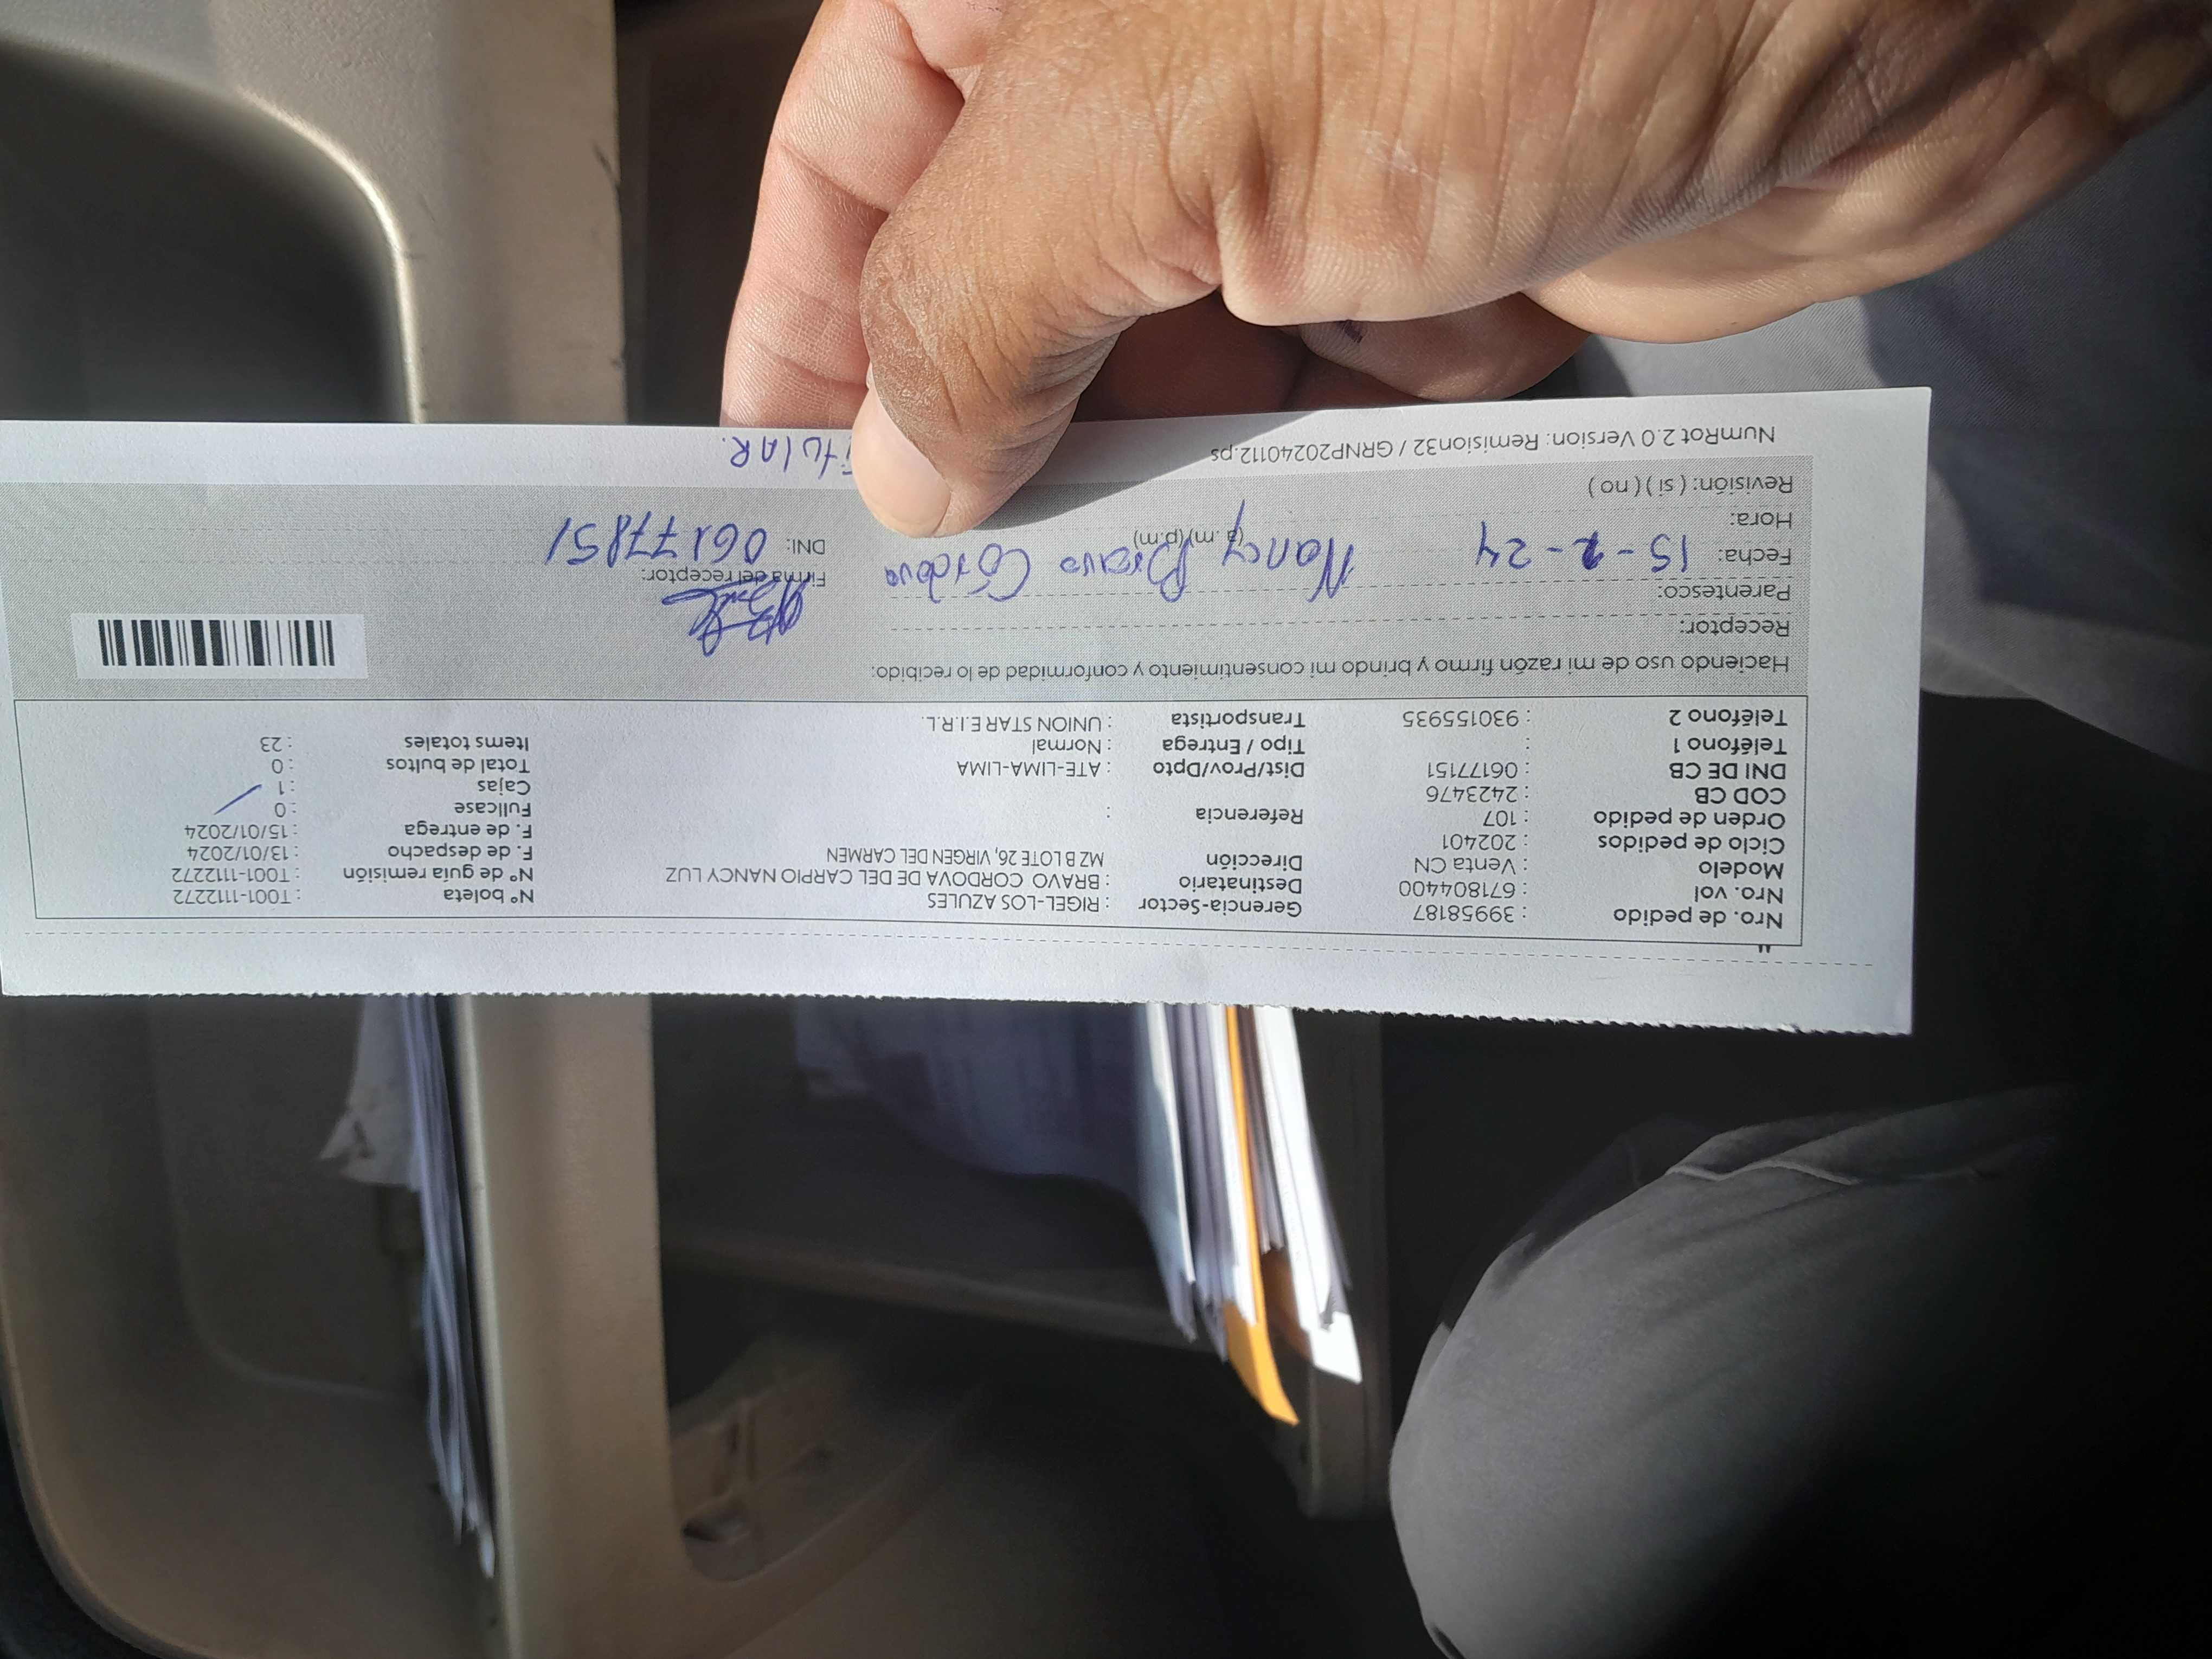 Nro. de pedido : 39958187 Gerencia-Sector : RIGEL-LOS AZULES N° boleta : T001-1112272
Nro. vol : 671804400 Destinatario : BRAVO CORDOVA DE DEL CARPIO NANCY LUZ N° de guía remisión : T001-1112272
Modelo : Venta CN Dirección MZ B LOTE 26, VIRGEN DEL CARMEN F. de despacho : 13/01/2024
Ciclo de pedidos : 202401 F. de entrega : 15/01/2024
Orden de pedido : 107 Referencia : Fullcase : 0
COD CB : 2423476 Cajas : 1
DNI DE CB : 06177151 Dist/Prov/Dpto : ATE-LIMA-LIMA Total de bultos : 0
Teléfono 1 : Tipo / Entrega : Normal Items totales : 23
Teléfono 2 : 930155935 Transportista : UNION STAR E.I.R.L.
Haciendo uso de mi razón firmo y brindo mi consentimiento y conformidad de lo recibido:
Receptor:
Parentesco: Nancy Bravo Córdova Firma del receptor:
Fecha: 15-1-24 DNI: 06177851
Hora: (a.m)(p.m)
Revisión: ( si ) ( no )
NumRot 2.0 Version: Remision32 / GRNP20240112.ps